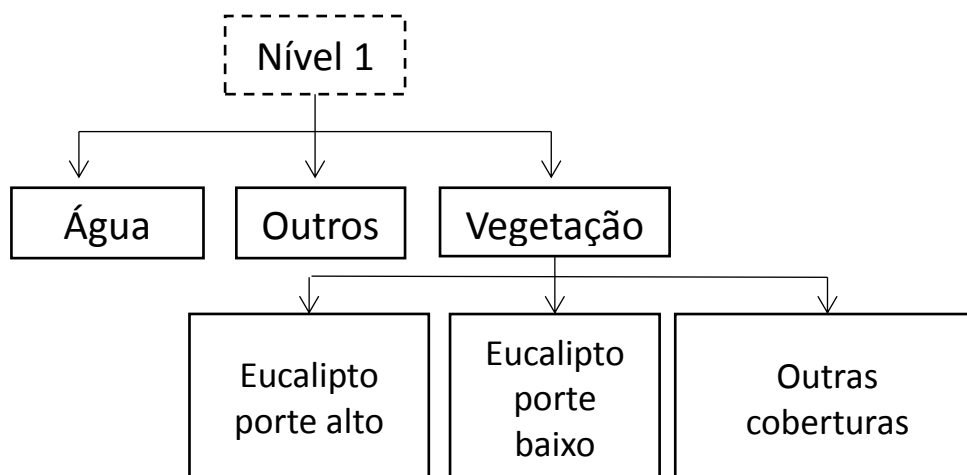 Nível 1
Água
Outros
Vegetação
Eucalipto
porte alto
Eucalipto
porte
baixo
Outras
coberturas